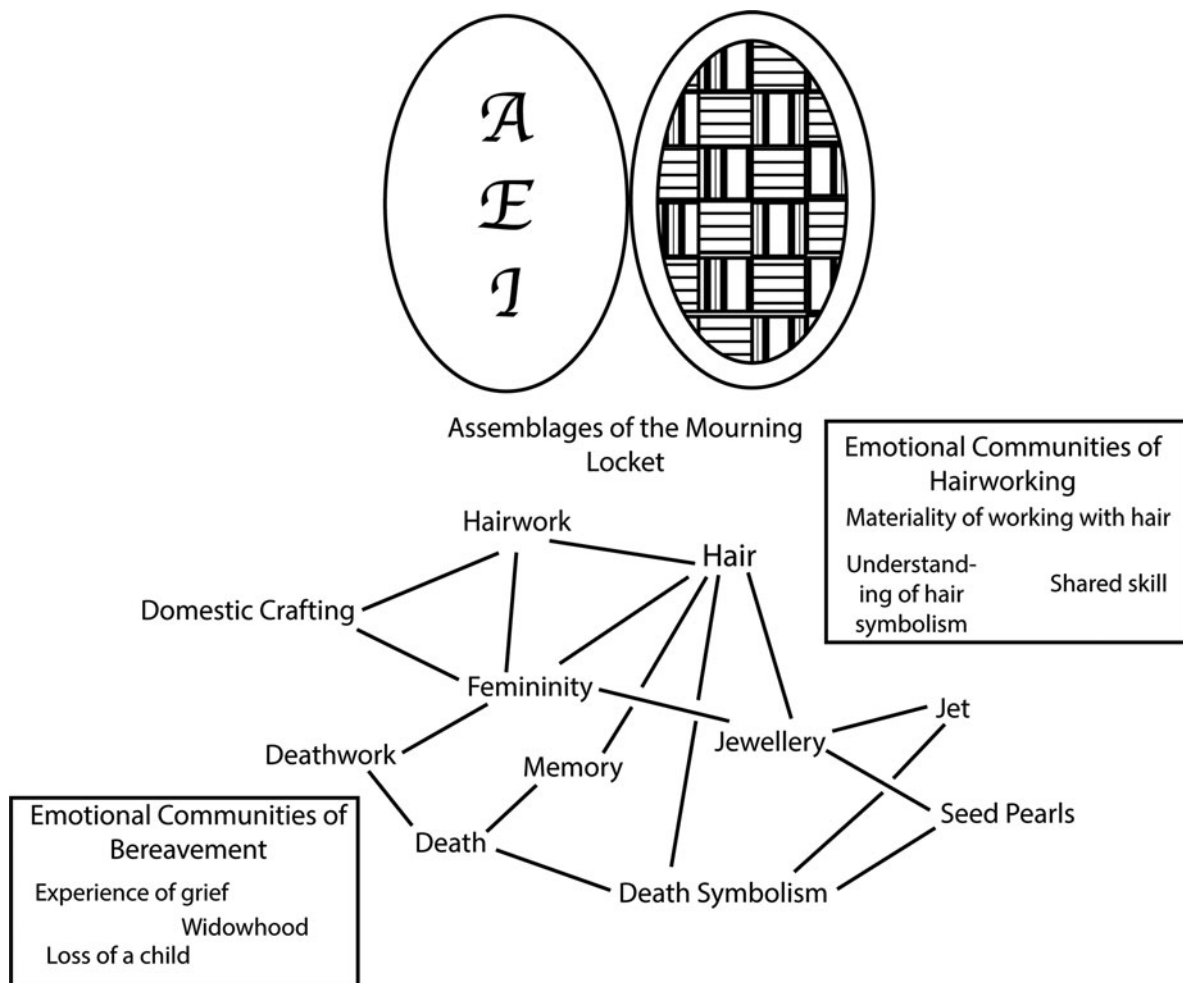 A
E
I
Assemblages of the Mourning
Locket
Emotional Communities of
Hairworking
Materiality of working with hair
Understand-
ing of hair
symbolism
Shared skill
Hairwork
Hair
Domestic Crafting
Femininity
Jet
Jewellery
Deathwork
Memory
Seed Pearls
Death
Death Symbolism
Emotional Communities of
Bereavement
Experience of grief
Widowhood
Loss of a child